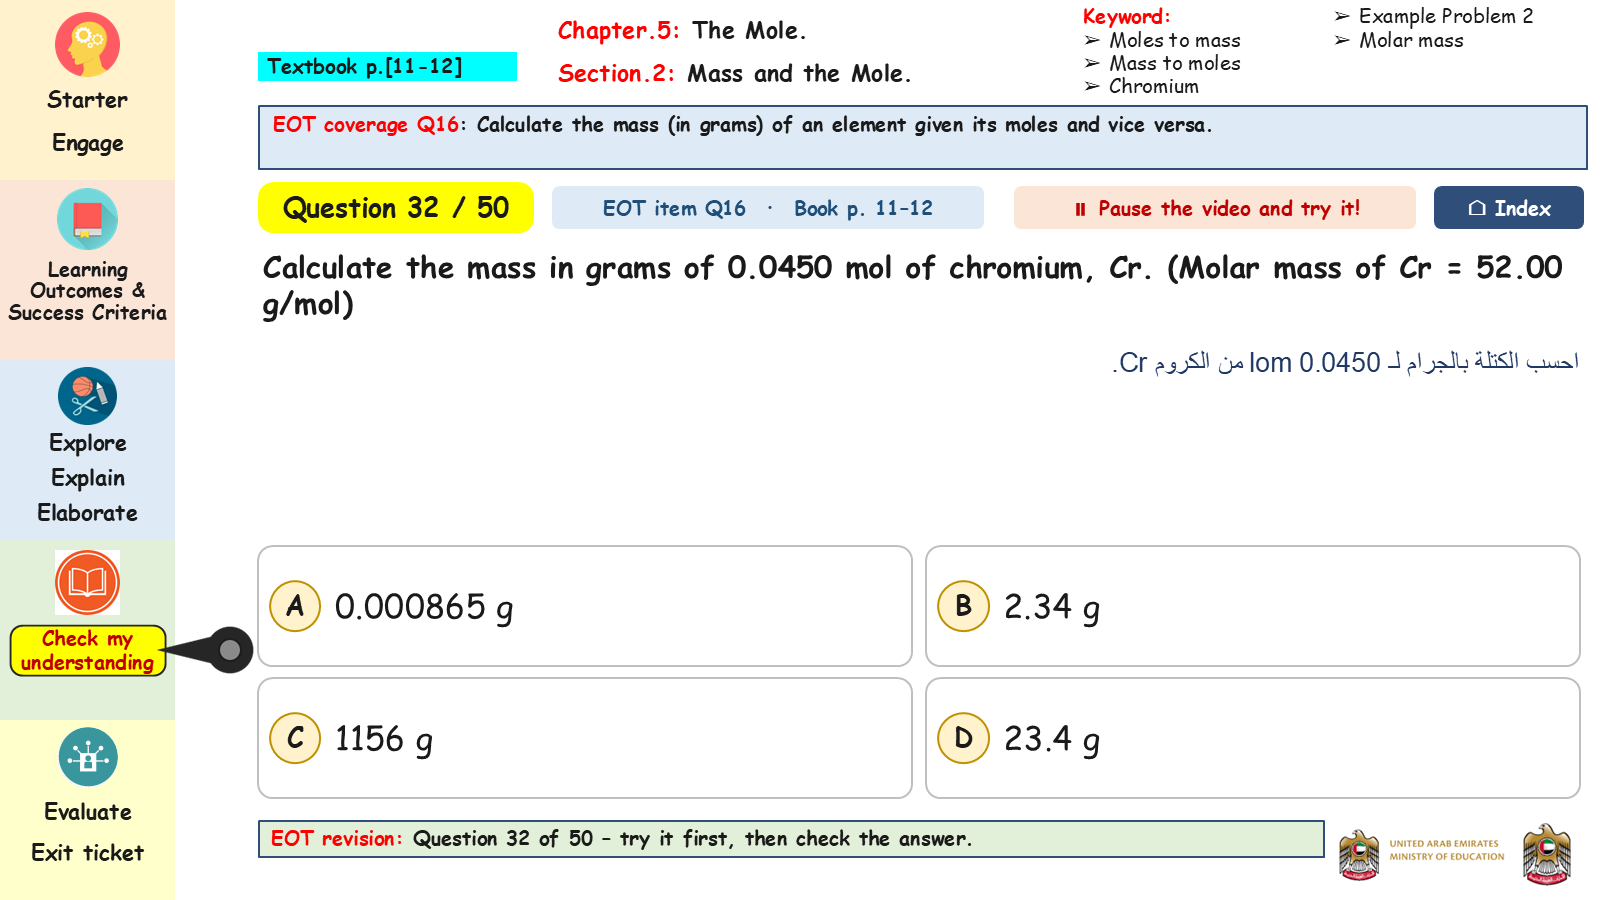 Starter
Engage
Learning
Outcomes &
Success Criteria
Explore
Explain
Elaborate
Check my
understanding
Evaluate
Exit ticket
Textbook p.[11-12]
Chapter.5: The Mole.
Section.2: Mass and the Mole.
Keyword:
➢ Moles to mass
➢ Mass to moles
➢ Chromium
➢ Example Problem 2
➢ Molar mass
EOT coverage Q16: Calculate the mass (in grams) of an element given its moles and vice versa.
Question 32 / 50
EOT item Q16 · Book p. 11–12
⏸ Pause the video and try it!
☖ Index
Calculate the mass in grams of 0.0450 mol of chromium, Cr. (Molar mass of Cr = 52.00
g/mol)
احسب الكتلة بالجرام لـ 0.0450 lom من الكروم Cr.
A 0.000865 g
B 2.34 g
C 1156 g
D 23.4 g
EOT revision: Question 32 of 50 – try it first, then check the answer.
UNITED ARAB EMIRATES
MINISTRY OF EDUCATION